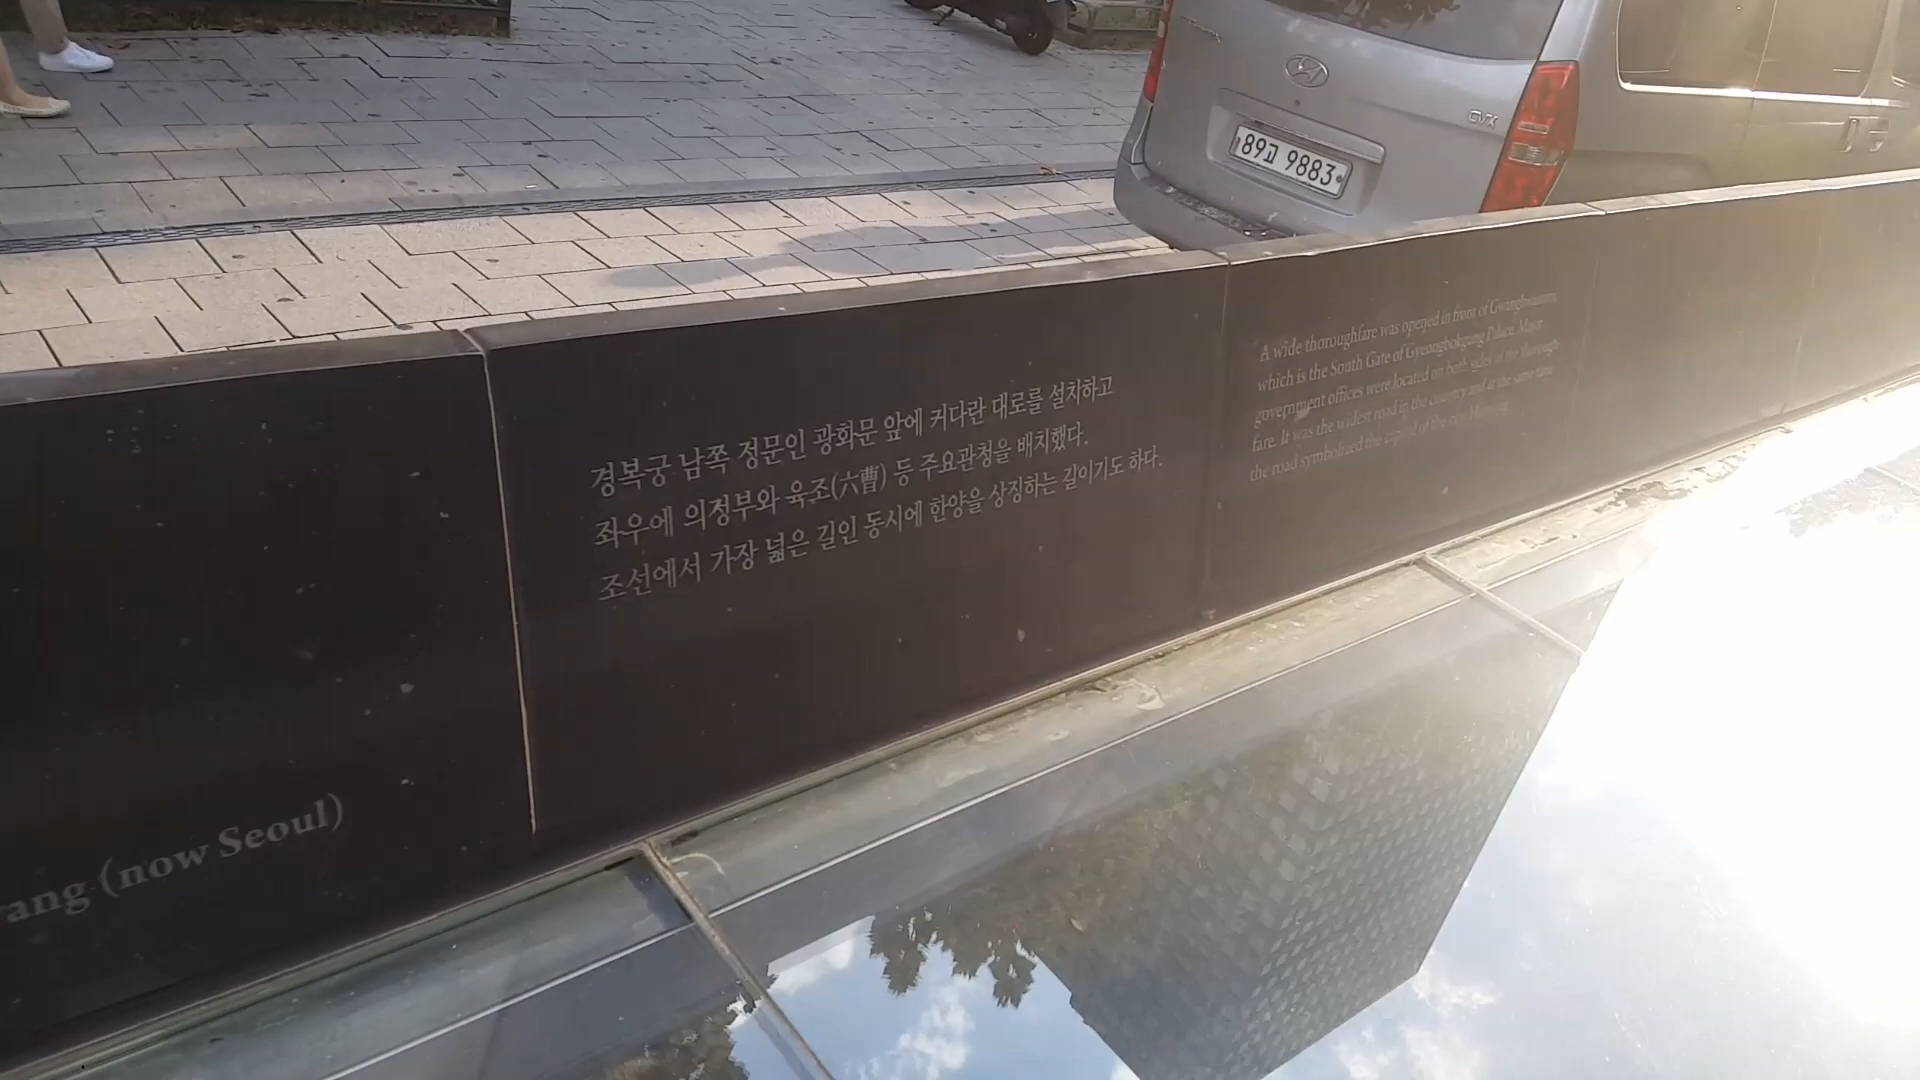 GVX
89고 9883
경복궁 남쪽 정문인 광화문 앞에 커다란 대로를 설치하고
좌우에 의정부와 육조(六曹) 등 주요관청을 배치했다.
조선에서 가장 넓은 길인 동시에 한양을 상징하는 길이기도 하다.
A wide thoroughfare was opened in front of Gwanghwamun,
which is the South Gate of Gyeongbokgung Palace. Major
government offices were located on both sides of the thorough-
fare. It was the widest road in the country and at the same time
the road symbolized the capital of the
yang (now Seoul)